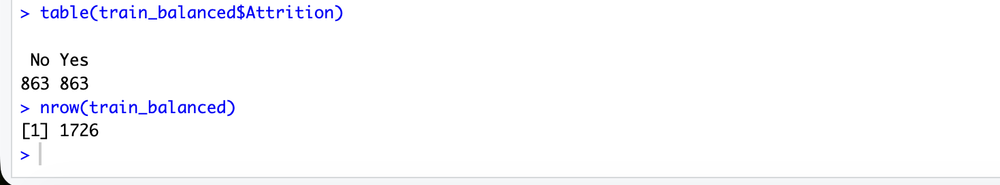 > table(train_balanced$Attrition)
No Yes
863 863
> nrow(train_balanced)
[1] 1726
>